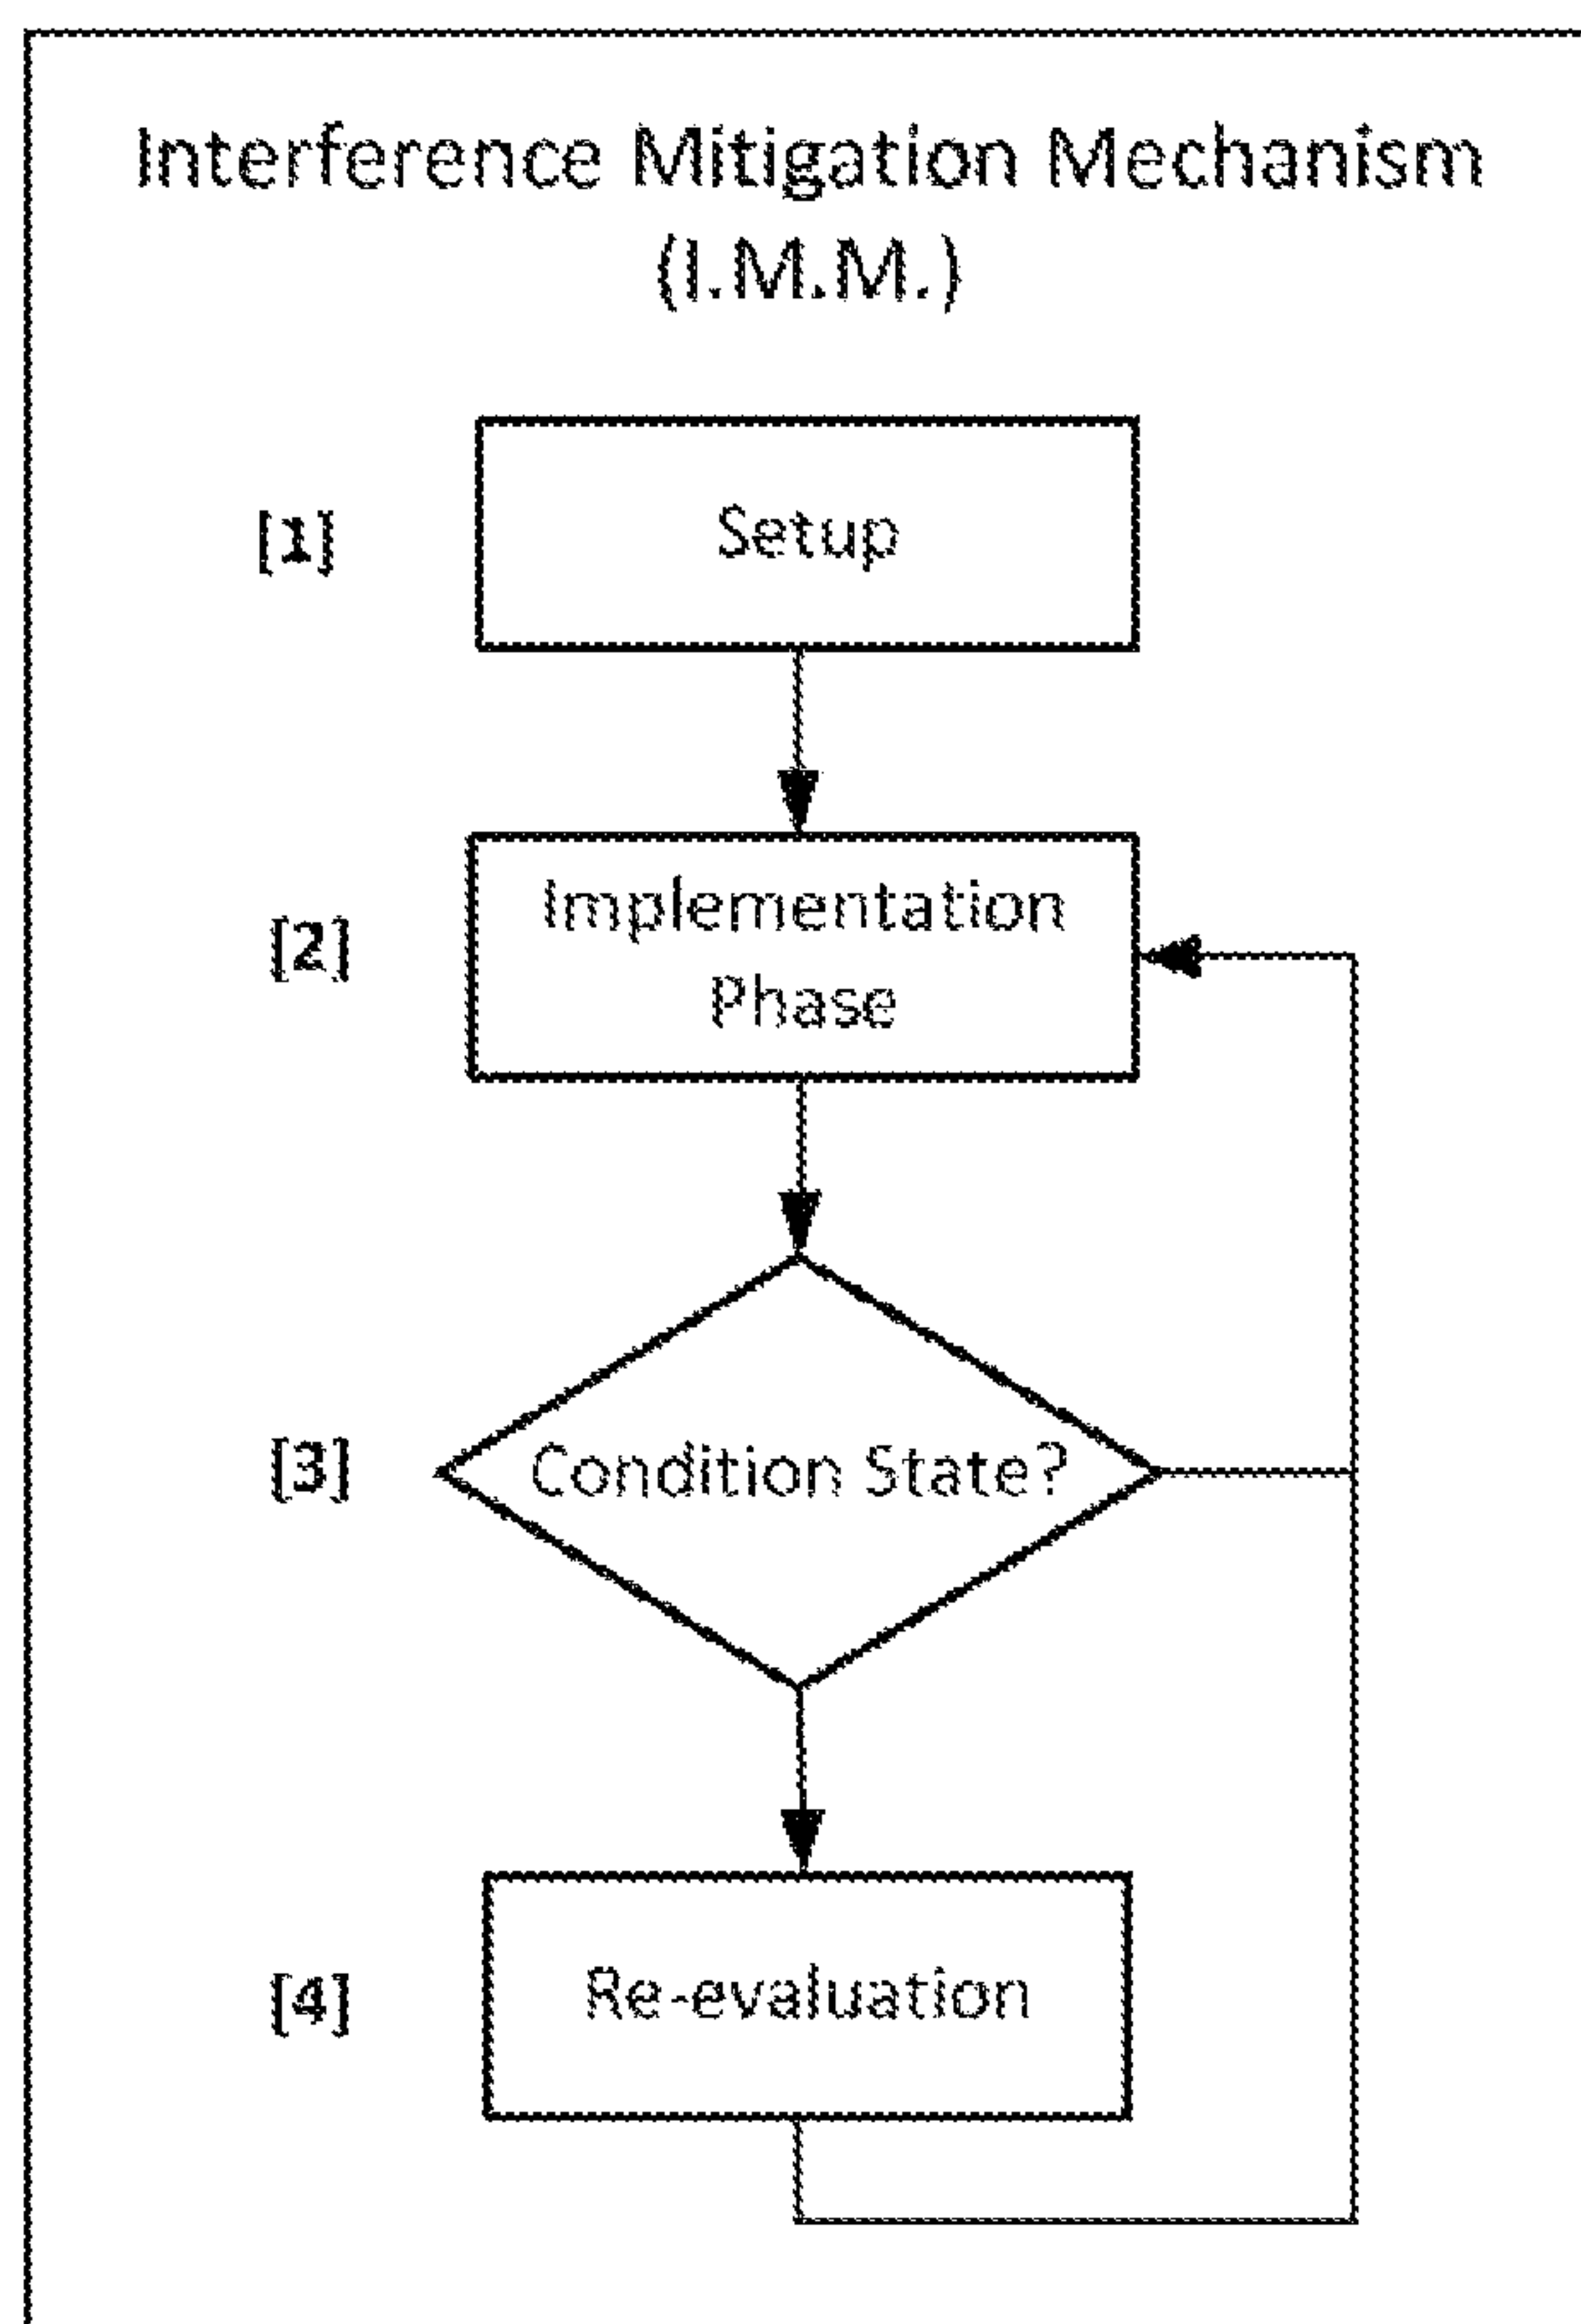 Interference Mitigation Mechanism
(I.M.M.)
[1]
Setup
[2]
Implementation
Phase
[3]
Condition State?
[4]
Re-evaluation